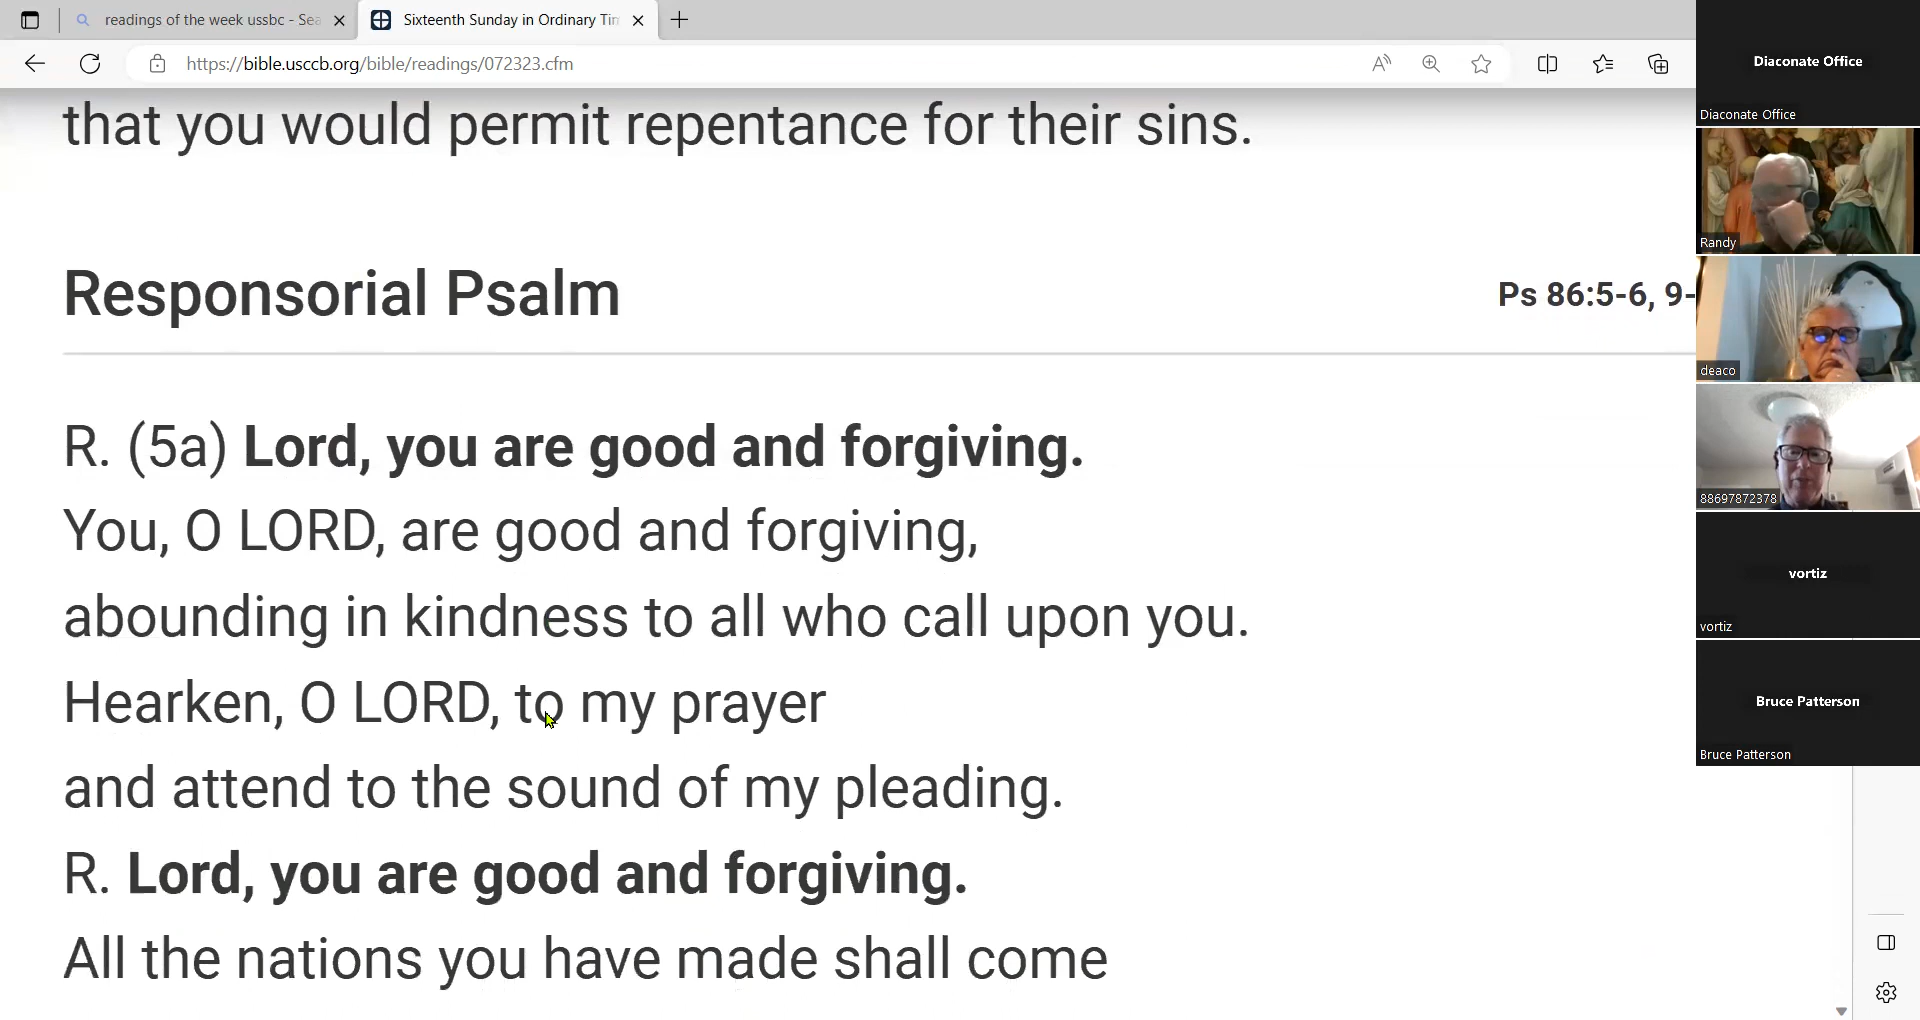 readings of the week ussbc - Sea
Sixteenth Sunday in Ordinary Tim
https://bible.usccb.org/bible/readings/072323.cfm
that you would permit repentance for their sins.
Responsorial Psalm
Ps 86:5-6, 9-
R. (5a) Lord, you are good and forgiving.
You, O LORD, are good and forgiving,
abounding in kindness to all who call upon you.
Hearken, O LORD, to my prayer
and attend to the sound of my pleading.
R. Lord, you are good and forgiving.
All the nations you have made shall come
Diaconate Office
Diaconate Office
Randy
deaco
88697872378
vortiz
vortiz
Bruce Patterson
Bruce Patterson